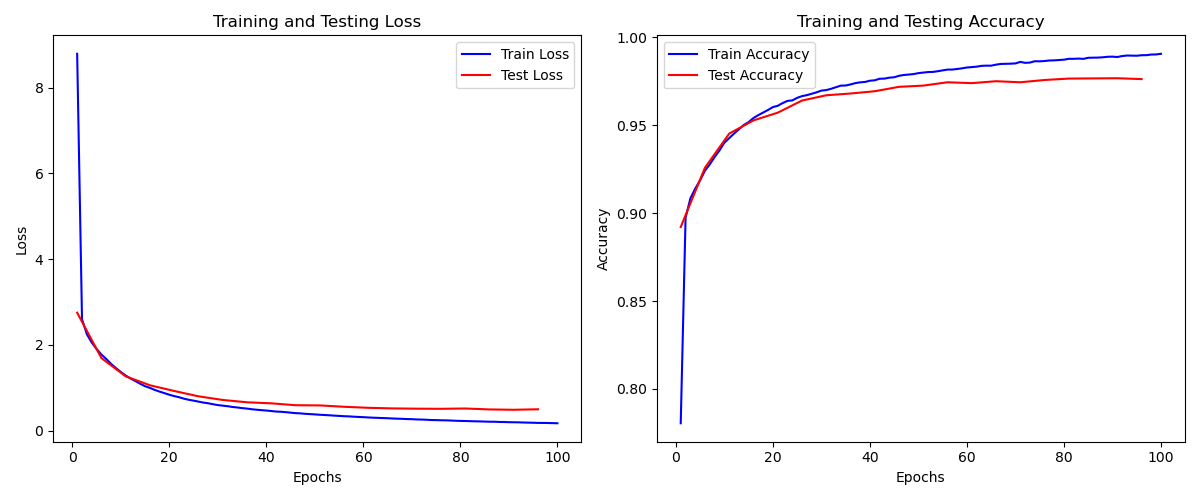 Training and Testing Loss
Train Loss
Test Loss
Loss
8
6
4
2
0
0 20 40 60 80 100
Epochs
Training and Testing Accuracy
Train Accuracy
Test Accuracy
Accuracy
1.00
0.95
0.90
0.85
0.80
0 20 40 60 80 100
Epochs